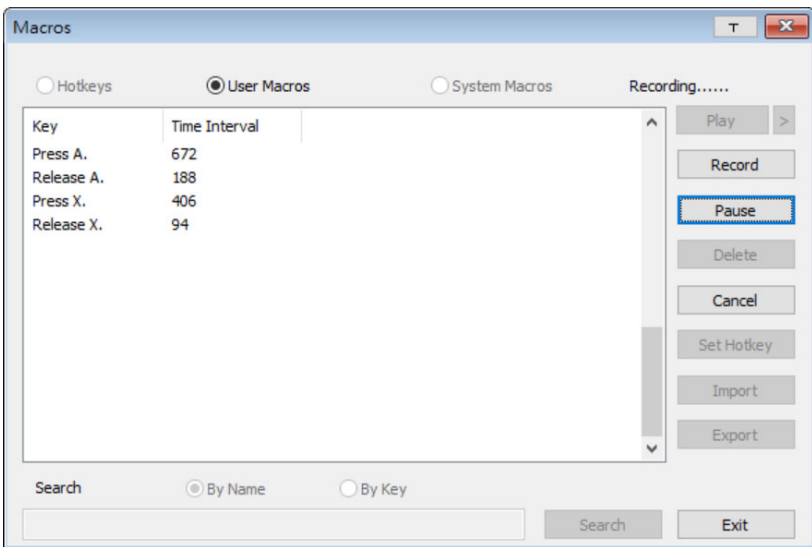 Macros
T
Hotkeys User Macros System Macros Recording......
Key Time Interval
Press A. 672
Release A. 188
Press X. 406
Release X. 94
Play >
Record
Pause
Delete
Cancel
Set Hotkey
Import
Export
Search By Name By Key
Search Exit